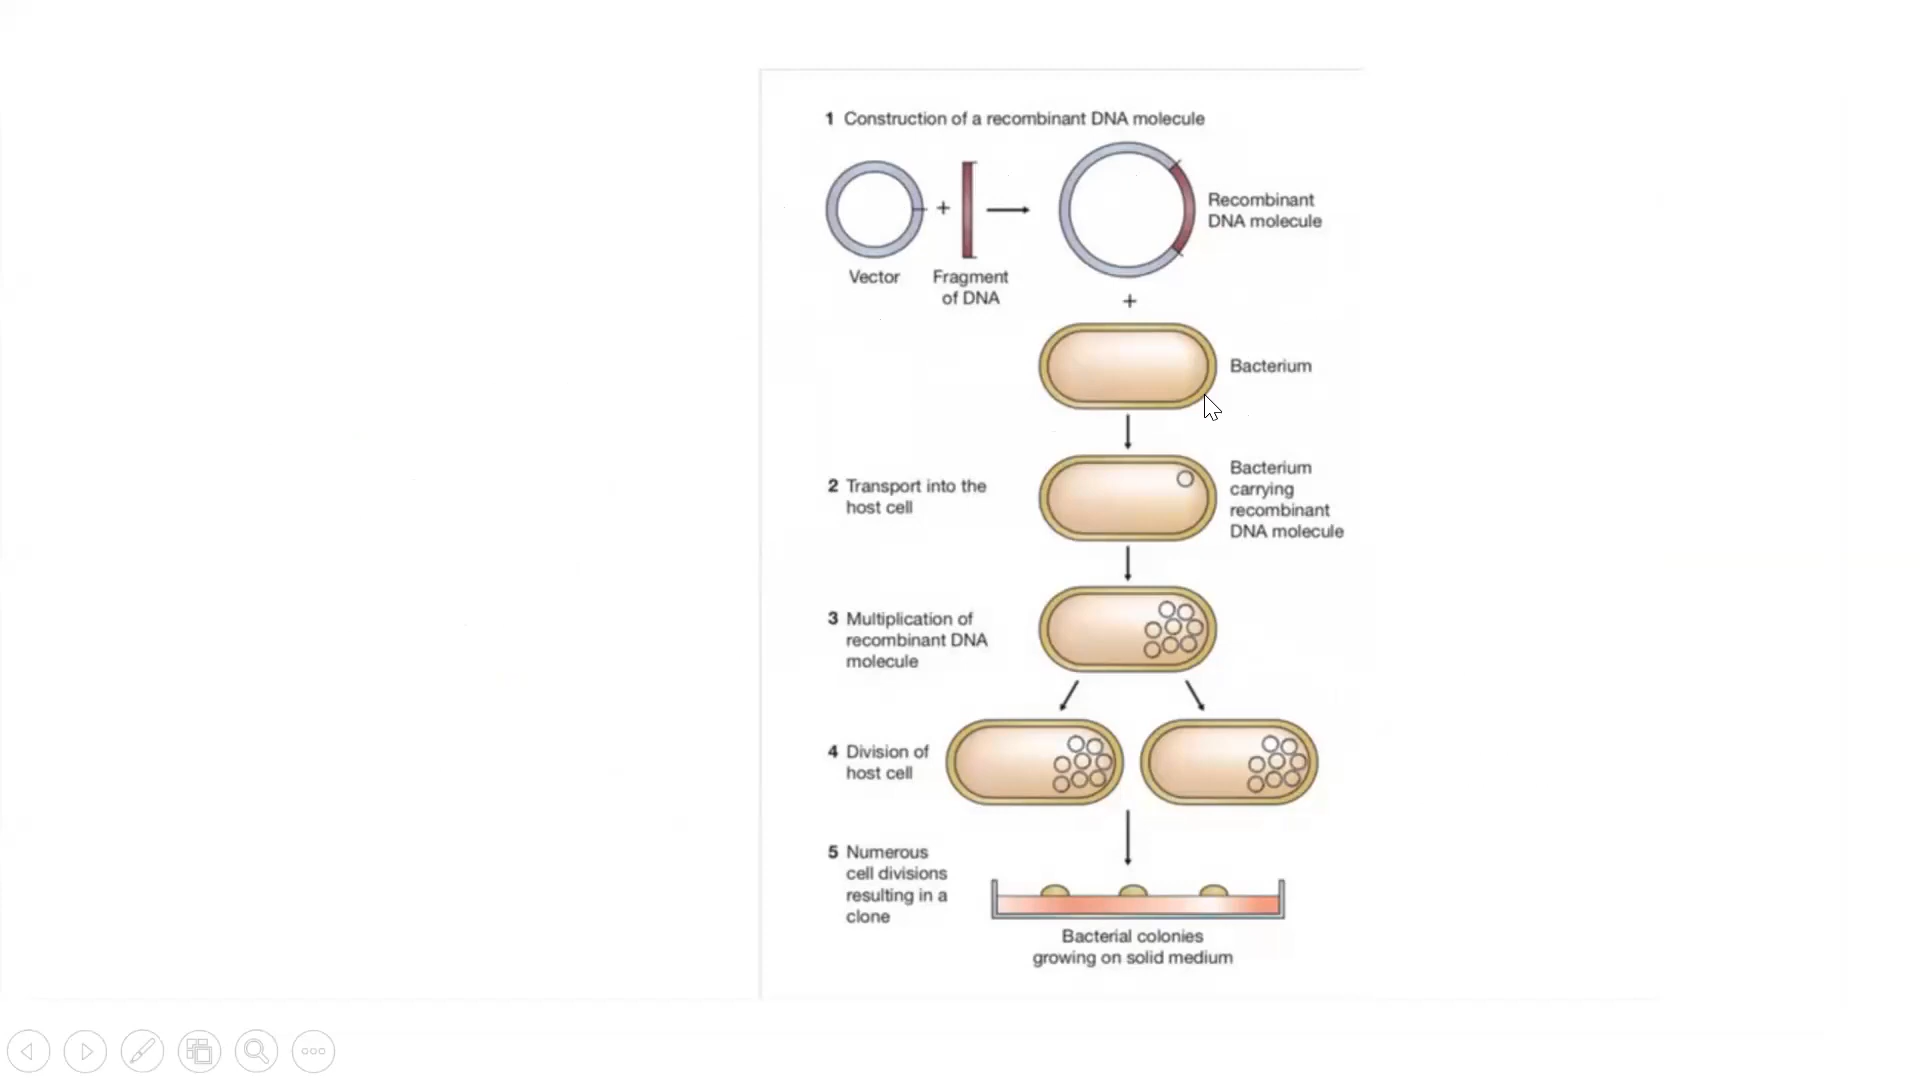 1 Construction of a recombinant DNA molecule
+
Recombinant
DNA molecule
Vector
Fragment
of DNA
+
Bacterium
2 Transport into the
host cell
Bacterium
carrying
recombinant
DNA molecule
3 Multiplication of
recombinant DNA
molecule
4 Division of
host cell
5 Numerous
cell divisions
resulting in a
clone
Bacterial colonies
growing on solid medium